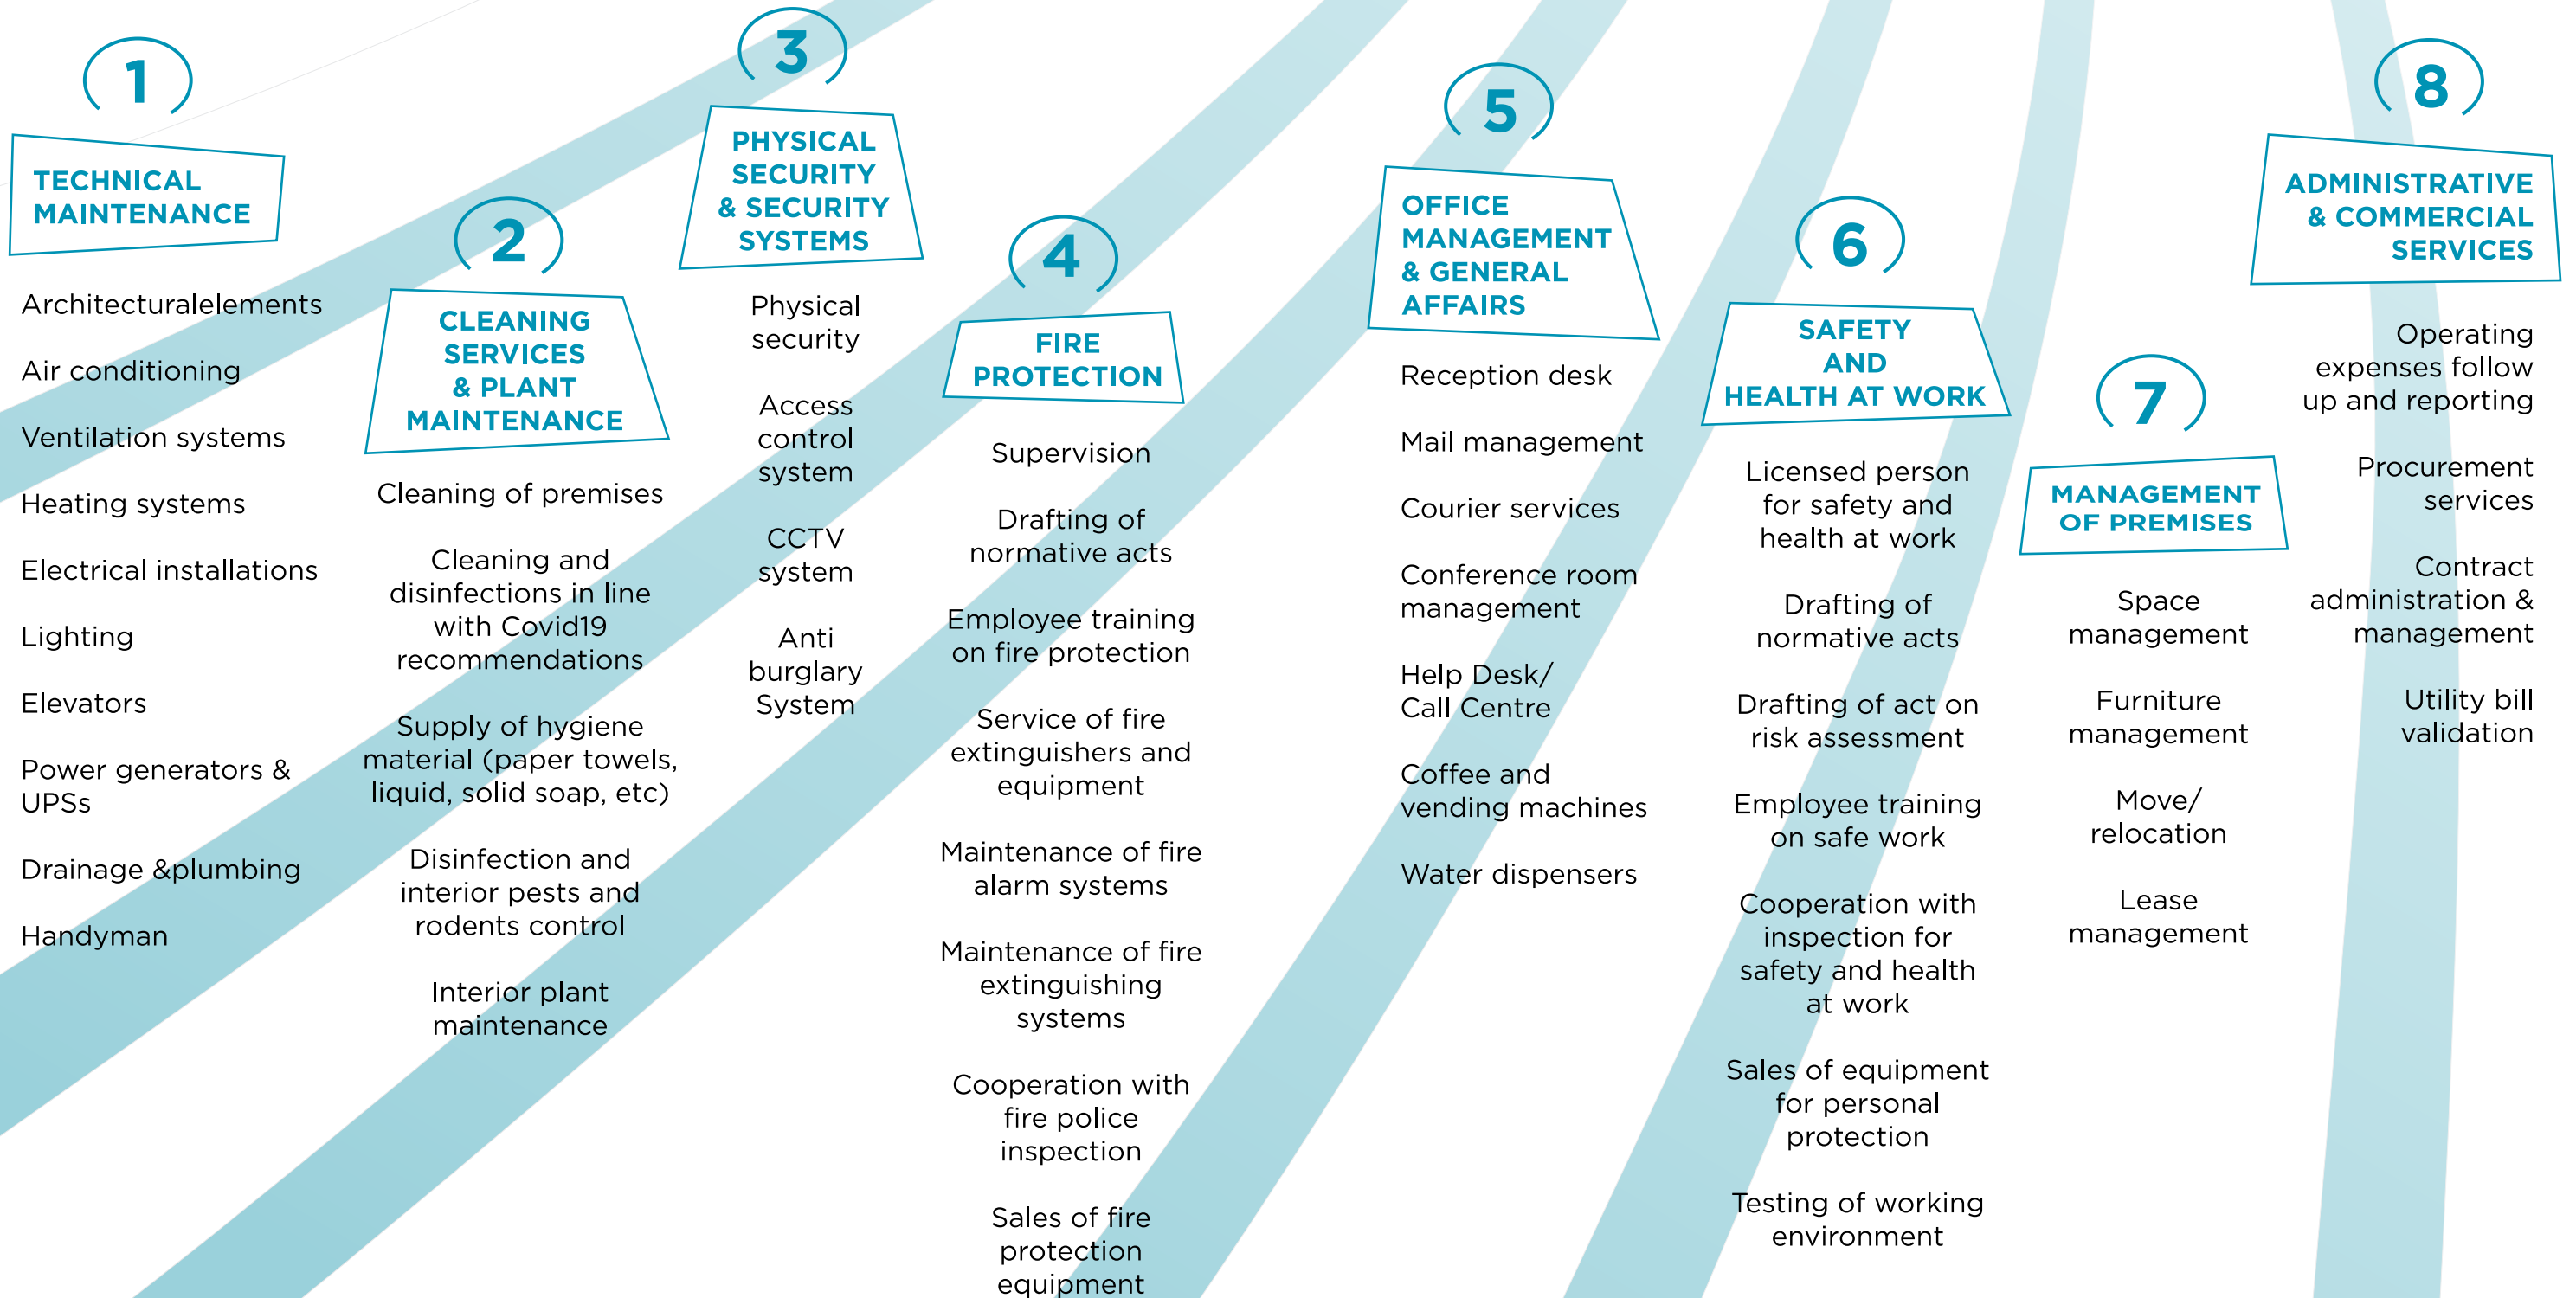 1
TECHNICAL
MAINTENANCE
Architecturalelements
Air conditioning
Ventilation systems
Heating systems
Electrical installations
Lighting
Elevators
Power generators &
UPSs
Drainage &plumbing
Handyman
2
CLEANING
SERVICES
& PLANT
MAINTENANCE
Cleaning of premises
Cleaning and
disinfections in line
with Covid19
recommendations
Supply of hygiene
material (paper towels,
liquid, solid soap, etc)
Disinfection and
interior pests and
rodents control
Interior plant
maintenance
3
PHYSICAL
SECURITY
& SECURITY
SYSTEMS
Physical
security
Access
control
system
CCTV
system
Anti
burglary
System
4
FIRE
PROTECTION
Supervision
Drafting of
normative acts
Employee training
on fire protection
Service of fire
extinguishers and
equipment
Maintenance of fire
alarm systems
Maintenance of fire
extinguishing
systems
Cooperation with
fire police
inspection
Sales of fire
protection
equipment
5
OFFICE
MANAGEMENT
& GENERAL
AFFAIRS
Reception desk
Mail management
Courier services
Conference room
management
Help Desk/
Call Centre
Coffee and
vending machines
Water dispensers
6
SAFETY
AND
HEALTH AT WORK
Licensed person
for safety and
health at work
Drafting of
normative acts
Drafting of act on
risk assessment
Employee training
on safe work
Cooperation with
inspection for
safety and health
at work
Sales of equipment
for personal
protection
Testing of working
environment
7
MANAGEMENT
OF PREMISES
Space
management
Furniture
management
Move/
relocation
Lease
management
8
ADMINISTRATIVE
& COMMERCIAL
SERVICES
Operating
expenses follow
up and reporting
Procurement
services
Contract
administration &
management
Utility bill
validation